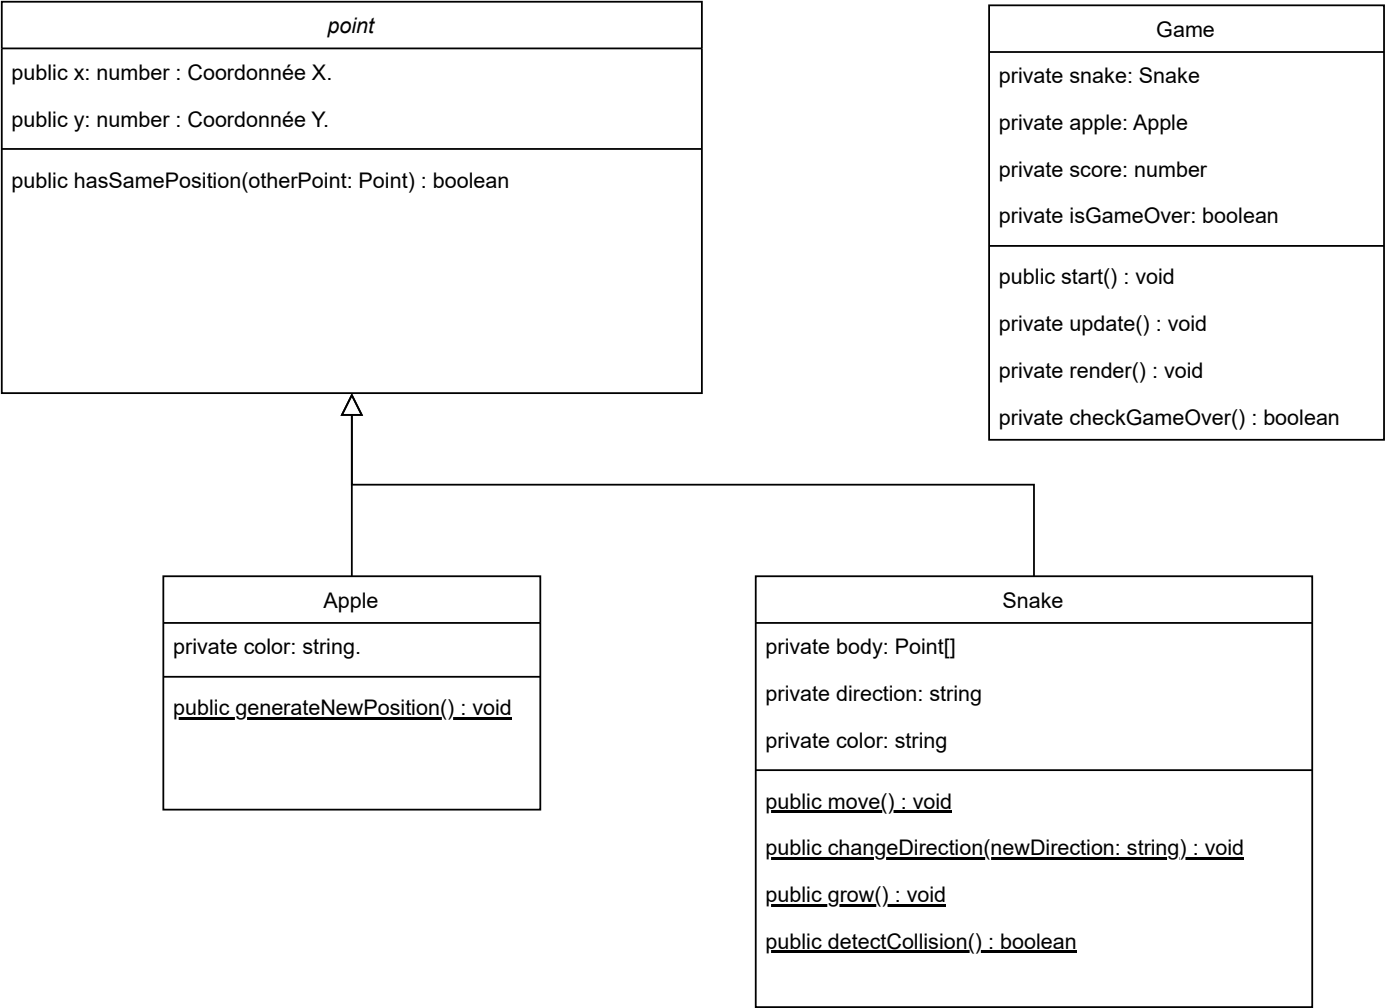 point
public x: number : Coordonnée X.
public y: number : Coordonnée Y.
public hasSamePosition(otherPoint: Point) : boolean
Game
private snake: Snake
private apple: Apple
private score: number
private isGameOver: boolean
public start() : void
private update() : void
private render() : void
private checkGameOver() : boolean
Apple
private color: string.
public generateNewPosition() : void
Snake
private body: Point[]
private direction: string
private color: string
public move() : void
public changeDirection(newDirection: string) : void
public grow() : void
public detectCollision() : boolean